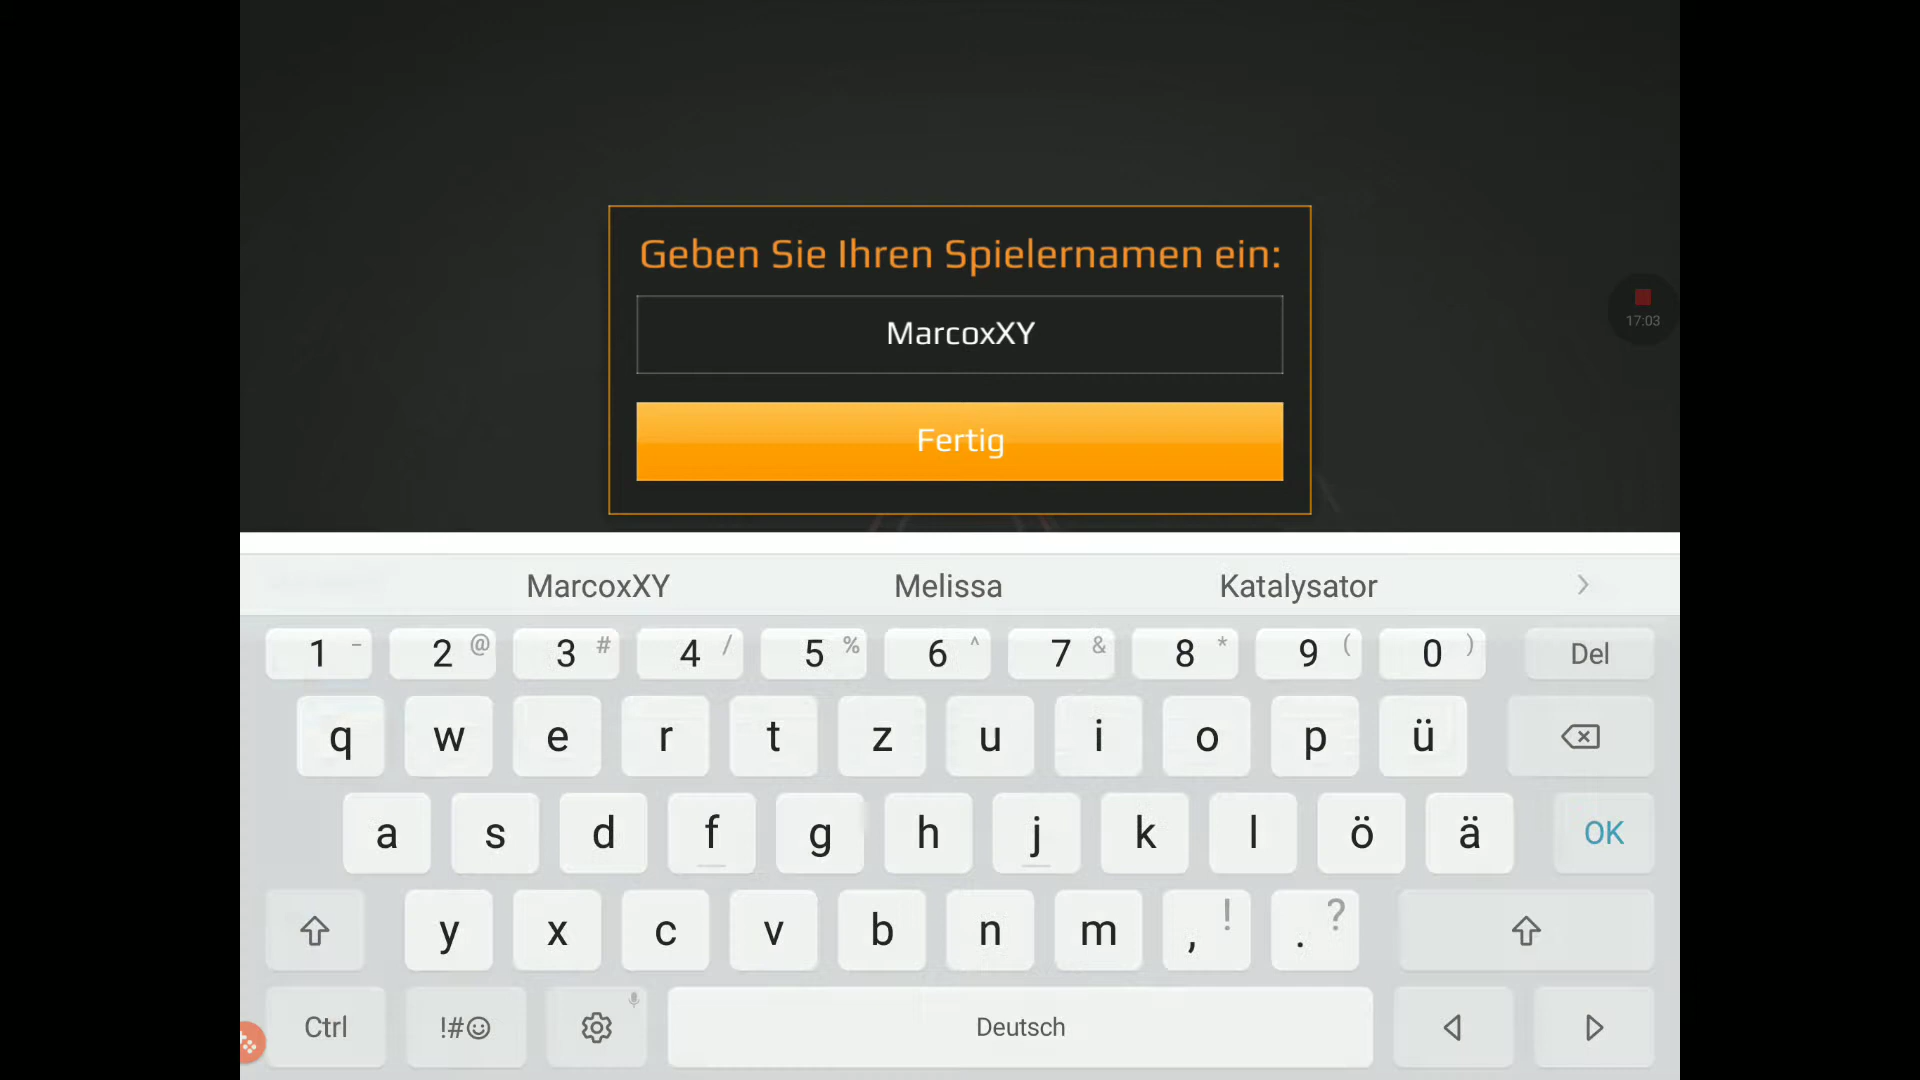 Geben Sie Ihren Spielernamen ein:
MarcoxXY
Fertig
17:03
MarcoxXY Melissa Katalysator
1 - 2 @ 3 # 4 / 5 % 6 ^ 7 & 8 * 9 ( 0 ) Del
q w e r t z u i o p ü
a s d f g h j k l ö ä OK
y x c v b n m , ! . ?
Ctrl !#☺ Deutsch